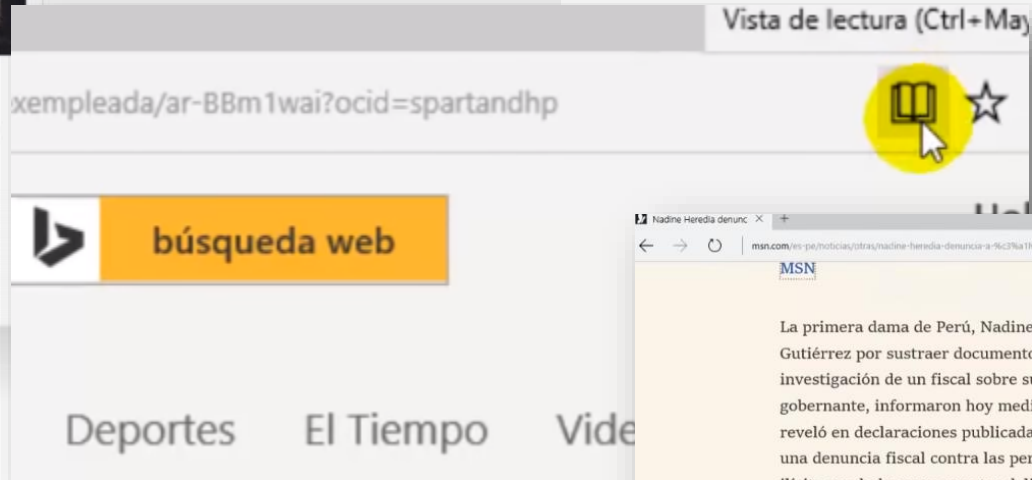 Vista de lectura (Ctrl+May
xempleada/ar-BBm1wai?ocid=spartandhp
búsqueda web
Deportes El Tiempo Vide
Nadine Heredia denunc
msn.com/es-pe/noticias/otras/nadine-heredia-denuncia-a-%c3%a1
MSN
La primera dama de Perú, Nadine
Gutiérrez por sustraer documento
investigación de un fiscal sobre su
gobernante, informaron hoy medi
reveló en declaraciones publicada
una denuncia fiscal contra las per